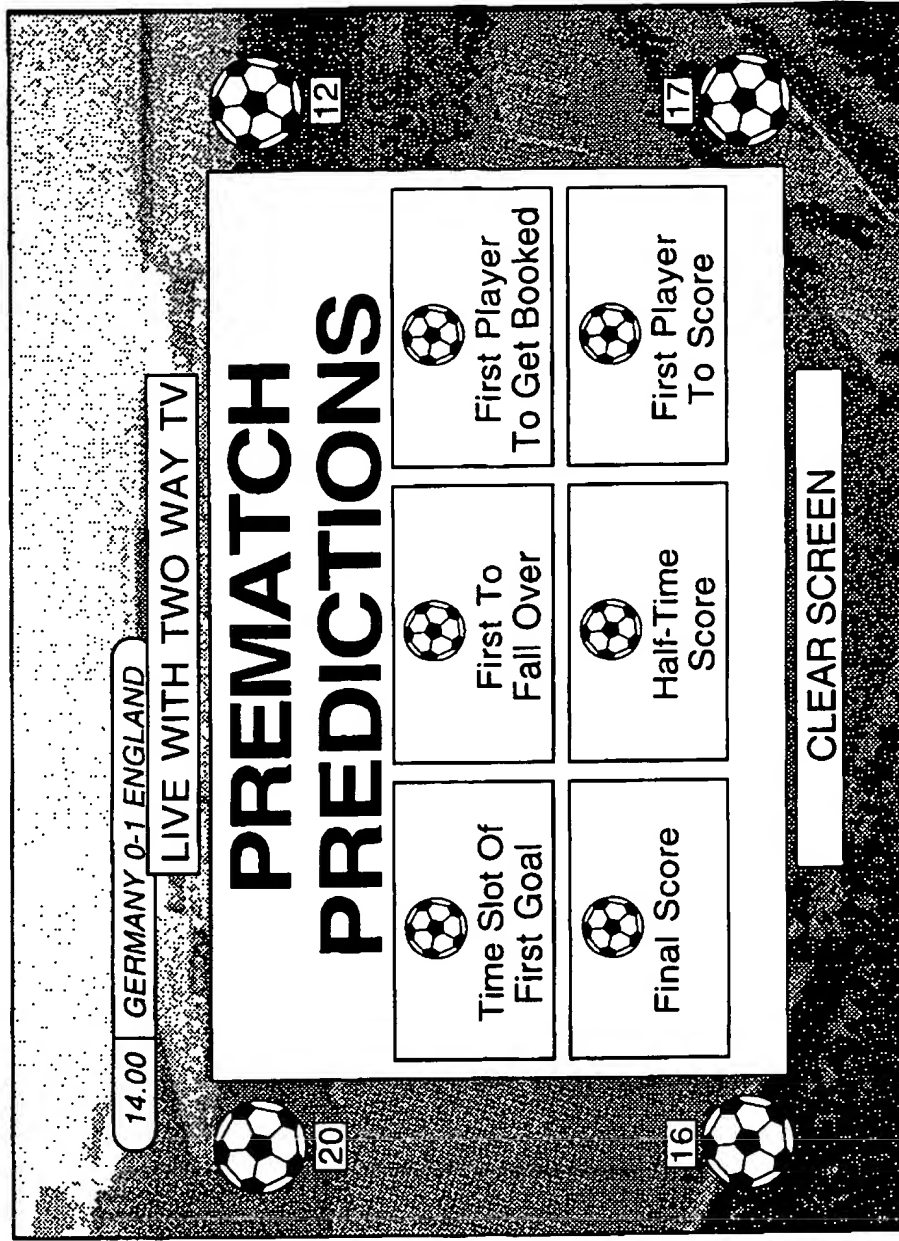 14.00 GERMANY 0-1 ENGLAND
LIVE WITH TWO WAY TV
20
12
PREMATCH
PREDICTIONS
Time Slot Of
First Goal
First To
Fall Over
First Player
To Get Booked
Final Score
Half-Time
Score
First Player
To Score
16
17
CLEAR SCREEN